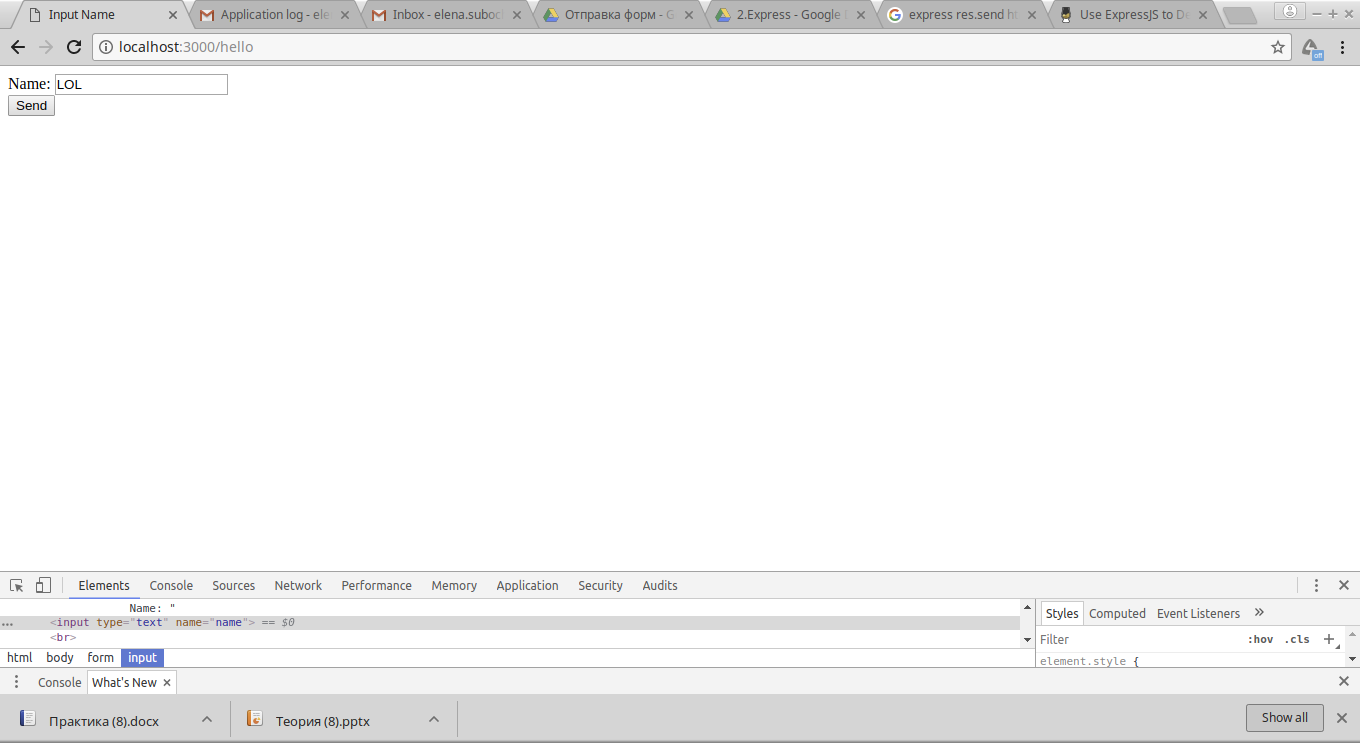 Input Name
Application log - ele
Inbox - elena.suboc
Отправка форм - G
2.Express - Google
express res.send ht
Use ExpressJS to De
localhost:3000/hello
off
Name: LOL
Send
Elements Console Sources Network Performance Memory Application Security Audits
Name: "
<input type="text" name="name"> == $0
<br>
html body form input
Styles Computed Event Listeners »
Filter :hov .cls +
element.style {
Console What's New
Практика (8).docx
Теория (8).pptx
Show all